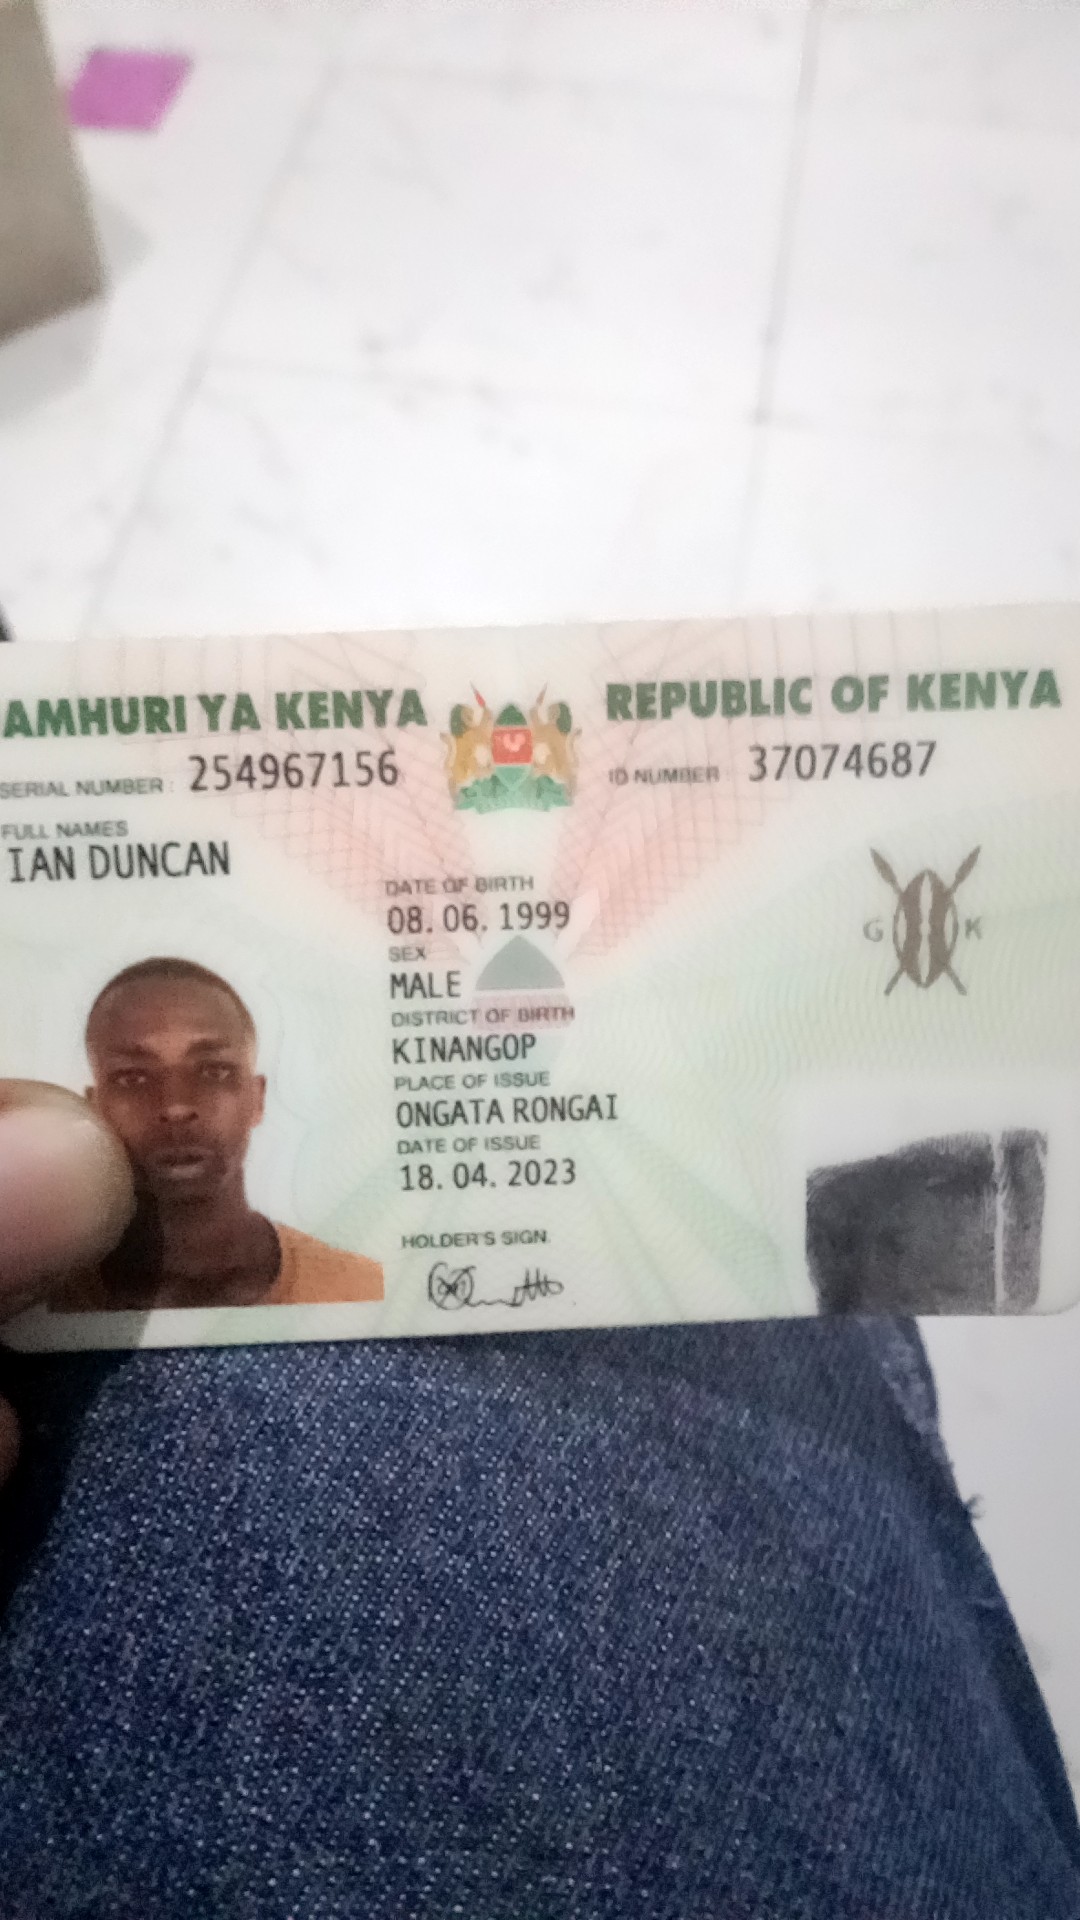 AMHURI YA KENYA
REPUBLIC OF KENYA
SERIAL NUMBER : 254967156
ID NUMBER : 37074687
FULL NAMES
IAN DUNCAN
DATE OF BIRTH
08. 06. 1999
SEX
MALE
DISTRICT OF BIRTH
KINANGOP
PLACE OF ISSUE
ONGATA RONGAI
DATE OF ISSUE
18. 04. 2023
HOLDER'S SIGN.
G K